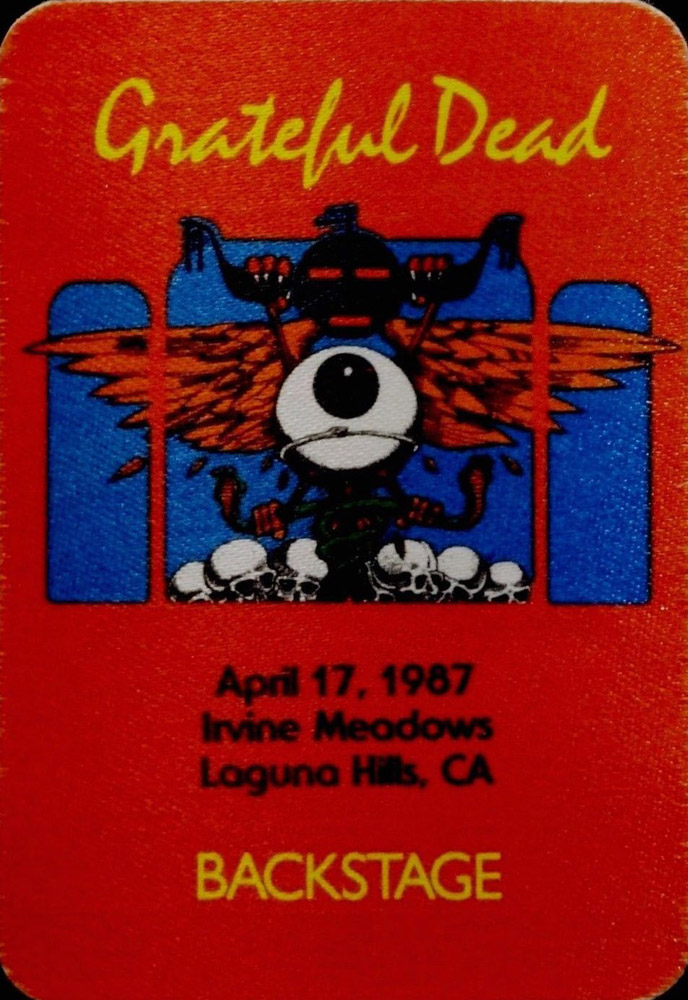 Grateful Dead
April 17, 1987
Irvine Meadows
Laguna Hills, CA
BACKSTAGE